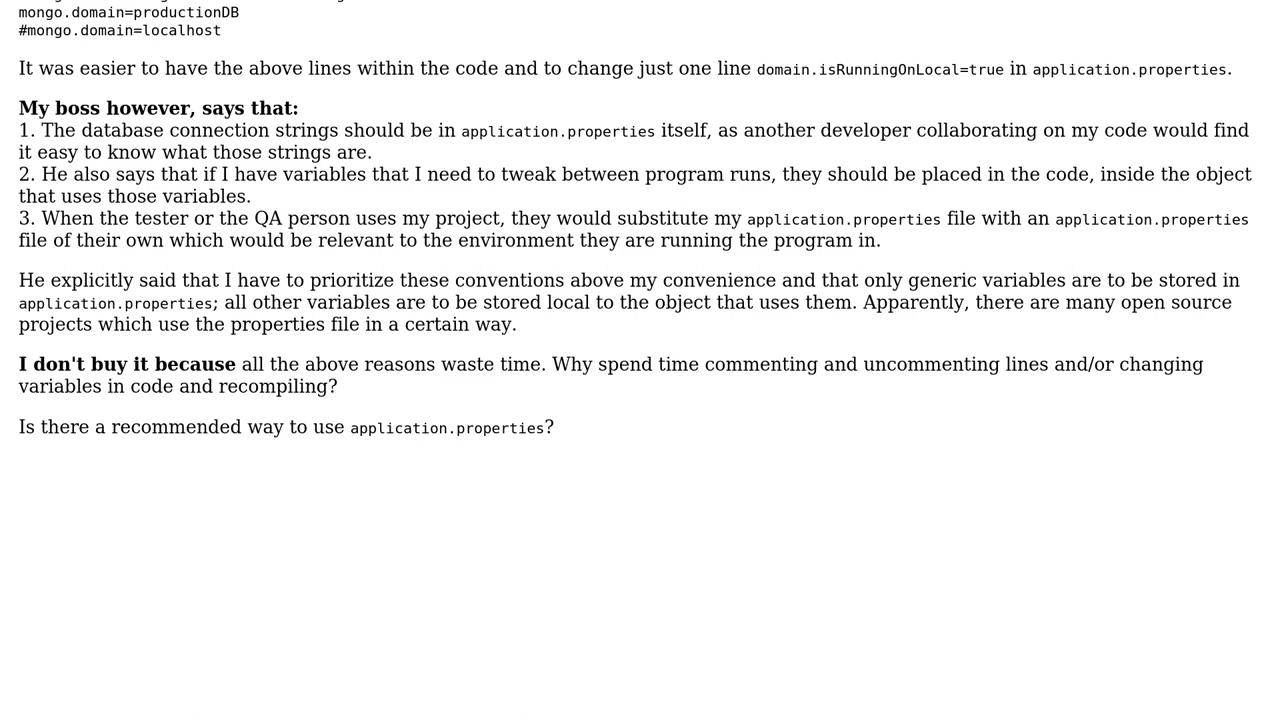 mongo.domain=productionDB
#mongo.domain=localhost
It was easier to have the above lines within the code and to change just one line domain.isRunningOnLocal=true in application.properties.
My boss however, says that:
1. The database connection strings should be in application.properties itself, as another developer collaborating on my code would find
it easy to know what those strings are.
2. He also says that if I have variables that I need to tweak between program runs, they should be placed in the code, inside the object
that uses those variables.
3. When the tester or the QA person uses my project, they would substitute my application.properties file with an application.properties
file of their own which would be relevant to the environment they are running the program in.
He explicitly said that I have to prioritize these conventions above my convenience and that only generic variables are to be stored in
application.properties; all other variables are to be stored local to the object that uses them. Apparently, there are many open source
projects which use the properties file in a certain way.
I don't buy it because all the above reasons waste time. Why spend time commenting and uncommenting lines and/or changing
variables in code and recompiling?
Is there a recommended way to use application.properties?